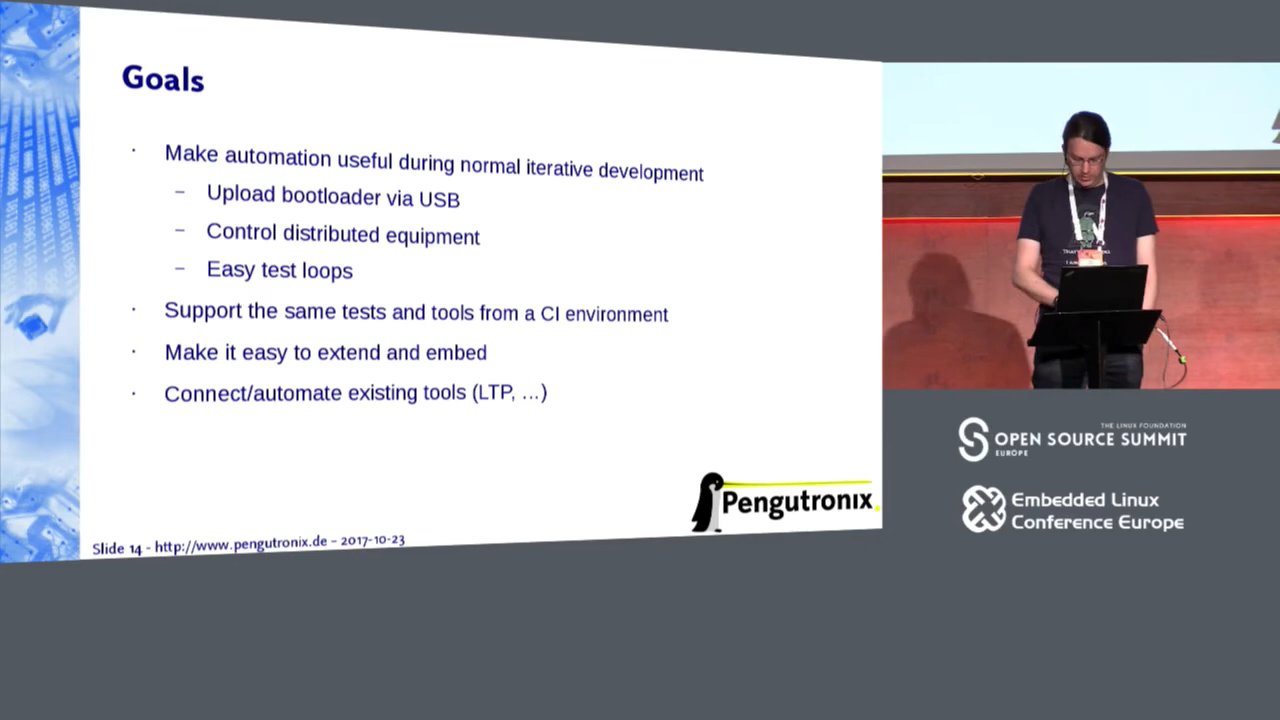 Goals
· Make automation useful during normal iterative development
– Upload bootloader via USB
– Control distributed equipment
– Easy test loops
· Support the same tests and tools from a CI environment
· Make it easy to extend and embed
· Connect/automate existing tools (LTP, ...)
Pengutronix
Slide 14 - http://www.pengutronix.de – 2017-10-23
THE LINUX FOUNDATION
OPEN SOURCE SUMMIT
EUROPE
Embedded Linux
Conference Europe